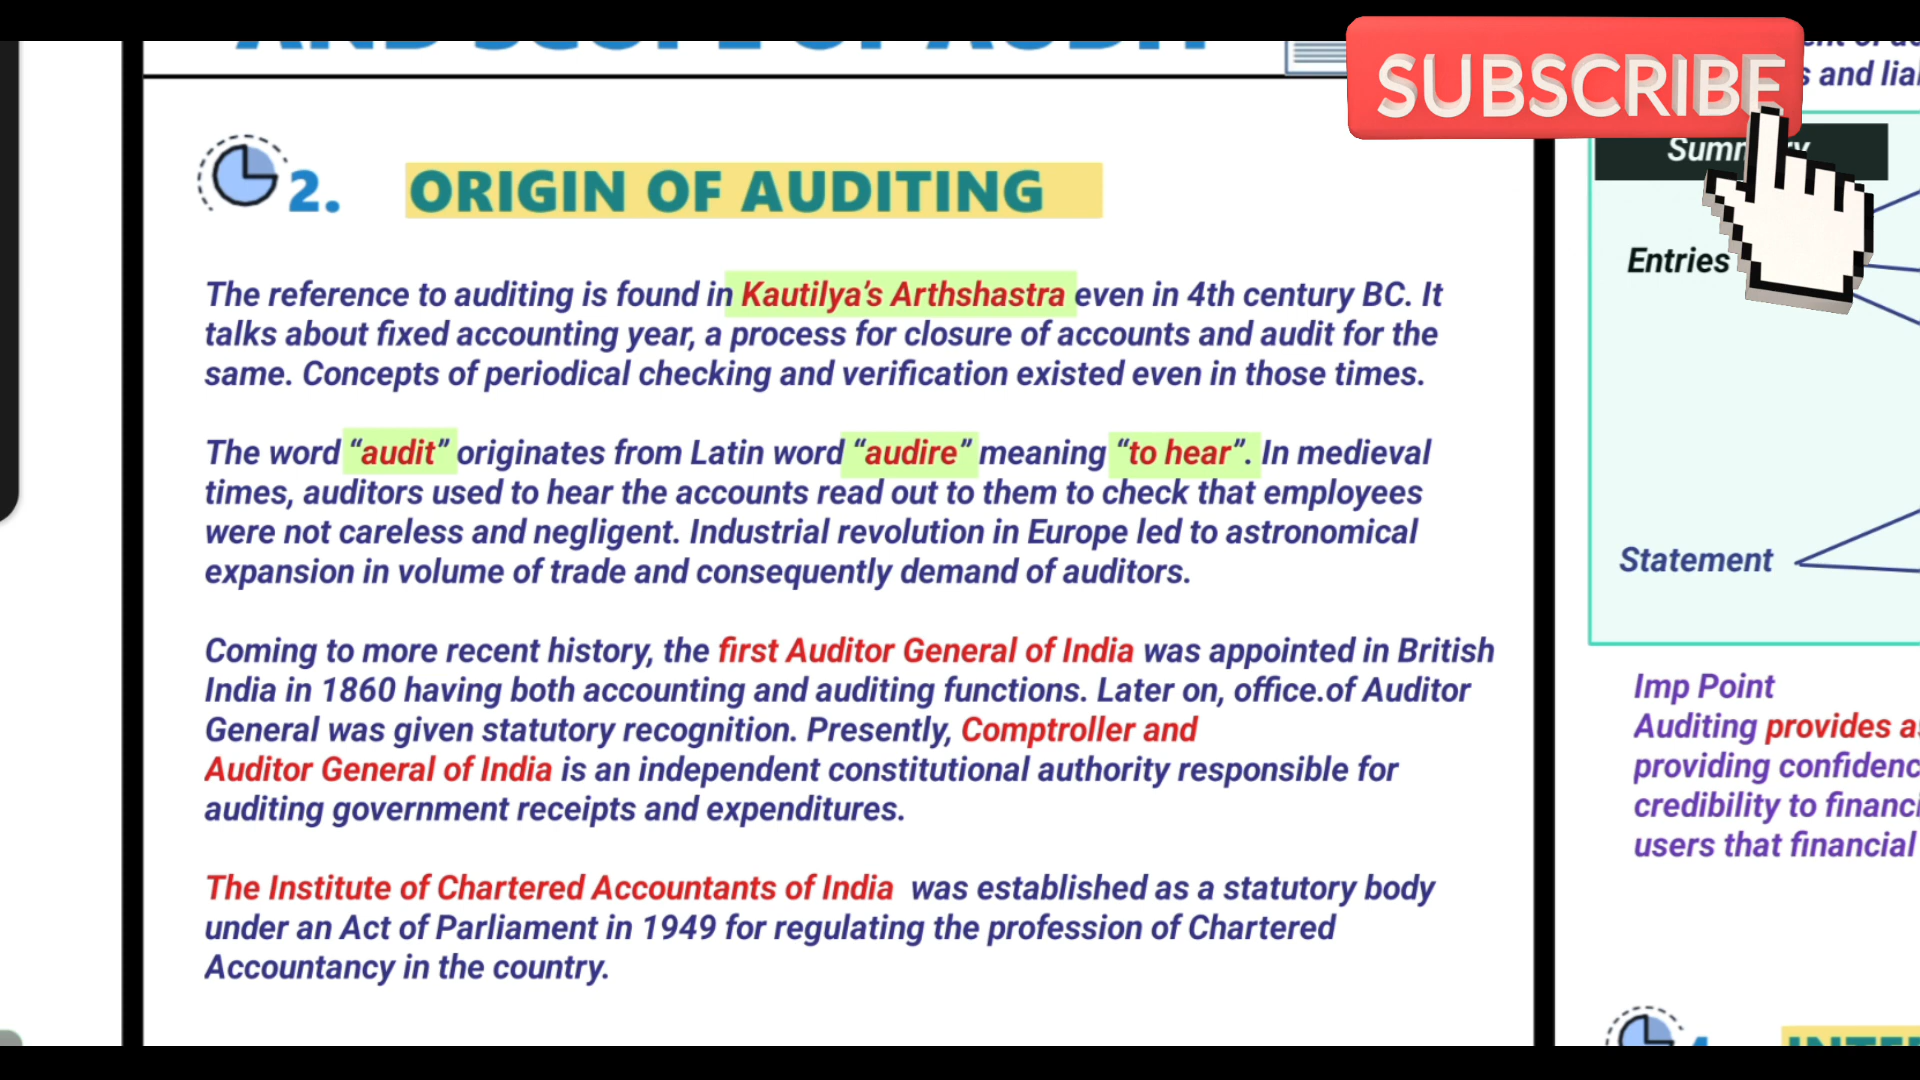 AND SCOPE OF AUDIT
SUBSCRIBE
2. ORIGIN OF AUDITING
The reference to auditing is found in Kautilya's Arthshastra even in 4th century BC. It
talks about fixed accounting year, a process for closure of accounts and audit for the
same. Concepts of periodical checking and verification existed even in those times.
The word “audit” originates from Latin word “audire” meaning “to hear”. In medieval
times, auditors used to hear the accounts read out to them to check that employees
were not careless and negligent. Industrial revolution in Europe led to astronomical
expansion in volume of trade and consequently demand of auditors.
Coming to more recent history, the first Auditor General of India was appointed in British
India in 1860 having both accounting and auditing functions. Later on, office.of Auditor
General was given statutory recognition. Presently, Comptroller and
Auditor General of India is an independent constitutional authority responsible for
auditing government receipts and expenditures.
The Institute of Chartered Accountants of India was established as a statutory body
under an Act of Parliament in 1949 for regulating the profession of Chartered
Accountancy in the country.
and
Entries
Statement
Imp Point
Auditing provides
providing
credibility to
users that financial